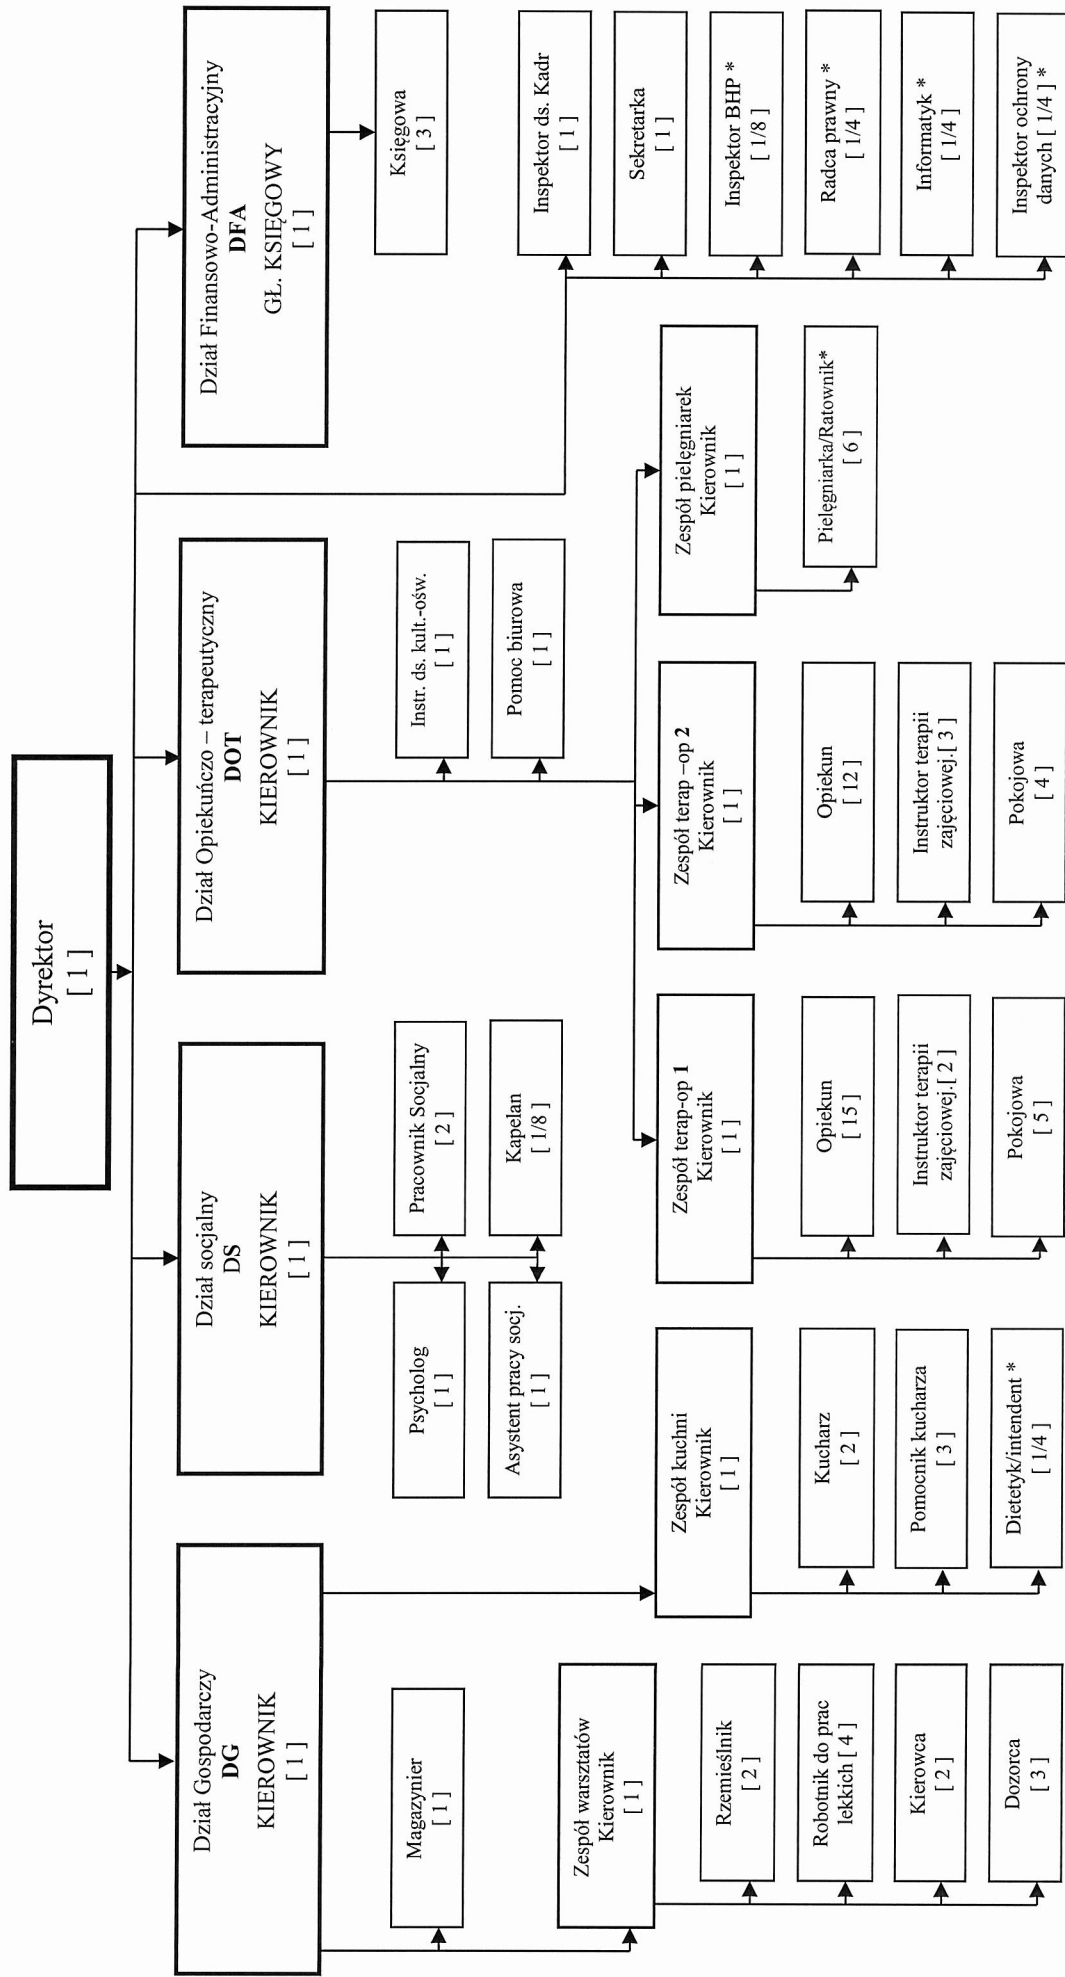 Dyrektor
[ 1 ]
Dział Gospodarczy
DG
KIEROWNIK
[ 1 ]
Dział socjalny
DS
KIEROWNIK
[ 1 ]
Dział Opiekuńczo – terapeutyczny
DOT
KIEROWNIK
[ 1 ]
Dział Finansowo-Administracyjny
DFA
GŁ. KSIĘGOWY
[ 1 ]
Magazynier
[ 1 ]
Zespół warsztatów
Kierownik
[ 1 ]
Rzemieślnik
[ 2 ]
Robotnik do prac
lekkich [ 4 ]
Kierowca
[ 2 ]
Dozorca
[ 3 ]
Zespół kuchni
Kierownik
[ 1 ]
Kucharz
[ 2 ]
Pomocnik kucharza
[ 3 ]
Dietetyk/intendent *
[ 1/4 ]
Psycholog
[ 1 ]
Asystent pracy socj.
[ 1 ]
Pracownik Socjalny
[ 2 ]
Kapelan
[ 1/8 ]
Instr. ds. kult.-ośw.
[ 1 ]
Pomoc biurowa
[ 1 ]
Zespół terap-op 1
Kierownik
[ 1 ]
Opiekun
[ 15 ]
Instruktor terapii
zajęciowej.[ 2 ]
Pokojowa
[ 5 ]
Zespół terap –op 2
Kierownik
[ 1 ]
Opiekun
[ 12 ]
Instruktor terapii
zajęciowej.[ 3 ]
Pokojowa
[ 4 ]
Zespół pielęgniarek
Kierownik
[ 1 ]
Pielęgniarka/Ratownik*
[ 6 ]
Księgowa
[ 3 ]
Inspektor ds. Kadr
[ 1 ]
Sekretarka
[ 1 ]
Inspektor BHP *
[ 1/8 ]
Radca prawny *
[ 1/4 ]
Informatyk *
[ 1/4 ]
Inspektor ochrony
danych [ 1/4 ] *